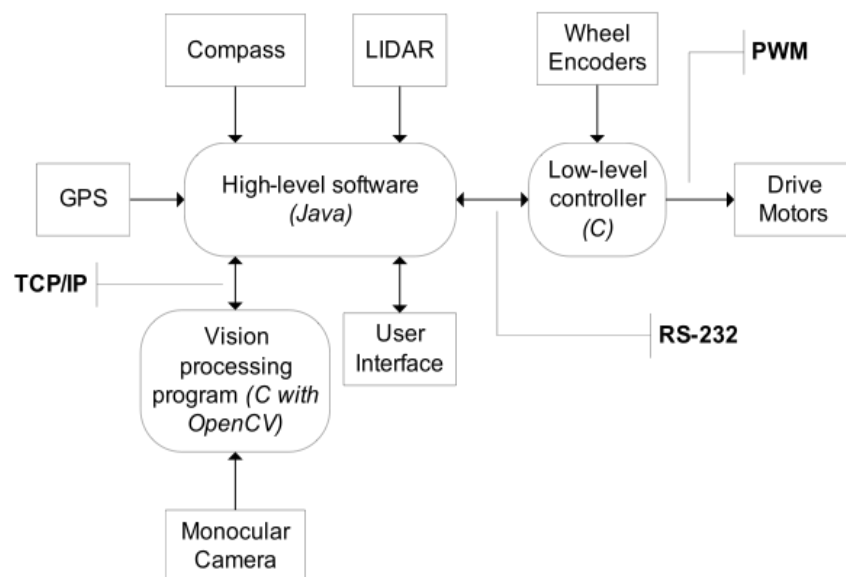 Compass
LIDAR
Wheel
Encoders
PWM
GPS
High-level software
(Java)
Low-level
controller
(C)
Drive
Motors
TCP/IP
Vision
processing
program (C with
OpenCV)
User
Interface
RS-232
Monocular
Camera